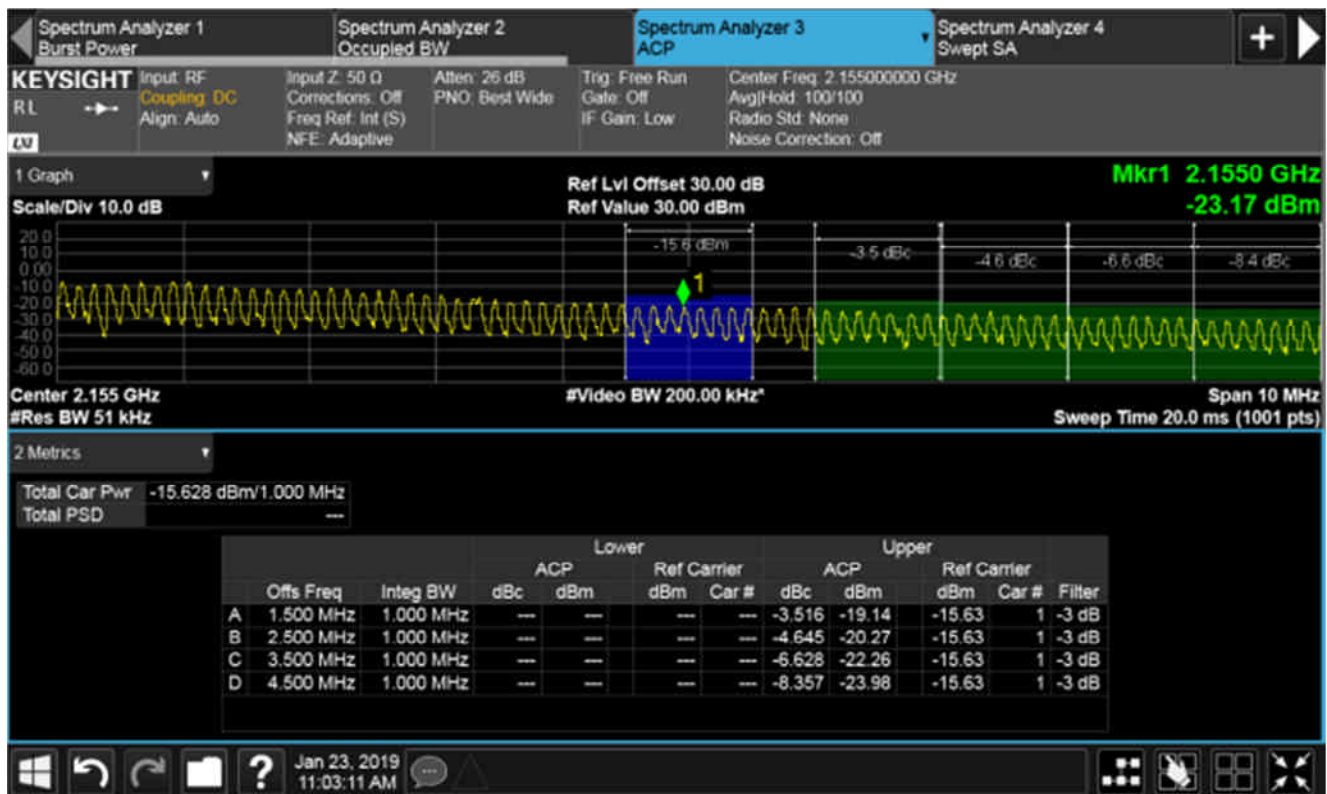 Spectrum Analyzer 1
Burst Power
Spectrum Analyzer 2
Occupied BW
Spectrum Analyzer 3
ACP
Spectrum Analyzer 4
Swept SA
+
KEYSIGHT
RL
LXI
Input: RF
Coupling: DC
Align: Auto
Input Z: 50 Ω
Corrections: Off
Freq Ref: Int (S)
NFE: Adaptive
Atten: 26 dB
PNO: Best Wide
Trig: Free Run
Gate: Off
IF Gain: Low
Center Freq: 2.155000000 GHz
Avg|Hold: 100/100
Radio Std: None
Noise Correction: Off
1 Graph
Scale/Div 10.0 dB
Ref Lvl Offset 30.00 dB
Ref Value 30.00 dBm
Mkr1 2.1550 GHz
-23.17 dBm
20.0
10.0
0.00
-10.0
-20.0
-30.0
-40.0
-50.0
-60.0
-15.6 dBm
-3.5 dBc
-4.6 dBc
-6.6 dBc
-8.4 dBc
1
Center 2.155 GHz
#Res BW 51 kHz
#Video BW 200.00 kHz*
Span 10 MHz
Sweep Time 20.0 ms (1001 pts)
2 Metrics
Total Car Pwr -15.628 dBm/1.000 MHz
Total PSD ---
Lower Upper
ACP Ref Carrier ACP Ref Carrier
Offs Freq Integ BW dBc dBm dBm Car # dBc dBm dBm Car # Filter
A 1.500 MHz 1.000 MHz --- --- --- --- -3.516 -19.14 -15.63 1 -3 dB
B 2.500 MHz 1.000 MHz --- --- --- --- -4.645 -20.27 -15.63 1 -3 dB
C 3.500 MHz 1.000 MHz --- --- --- --- -6.628 -22.26 -15.63 1 -3 dB
D 4.500 MHz 1.000 MHz --- --- --- --- -8.357 -23.98 -15.63 1 -3 dB
?
Jan 23, 2019
11:03:11 AM